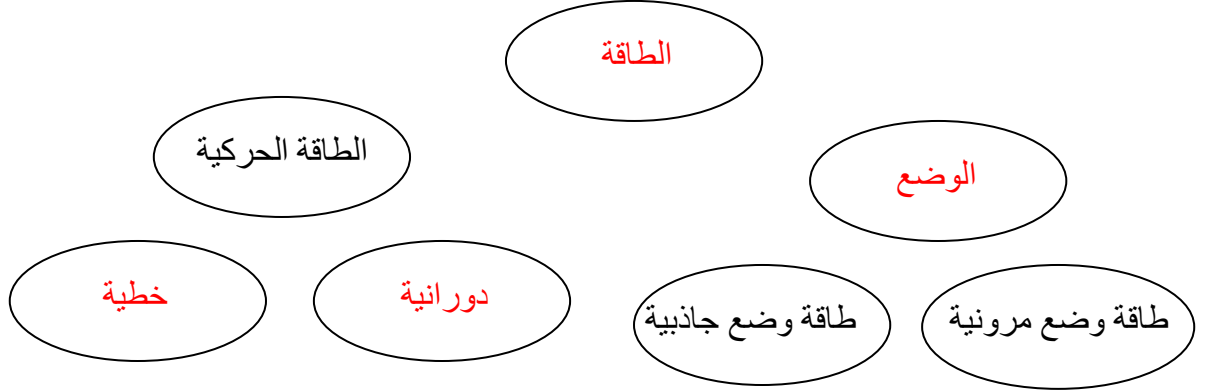 الطاقة
الطاقة الحركية
الوضع
خطية
دورانية
طاقة وضع جاذبية
طاقة وضع مرونية